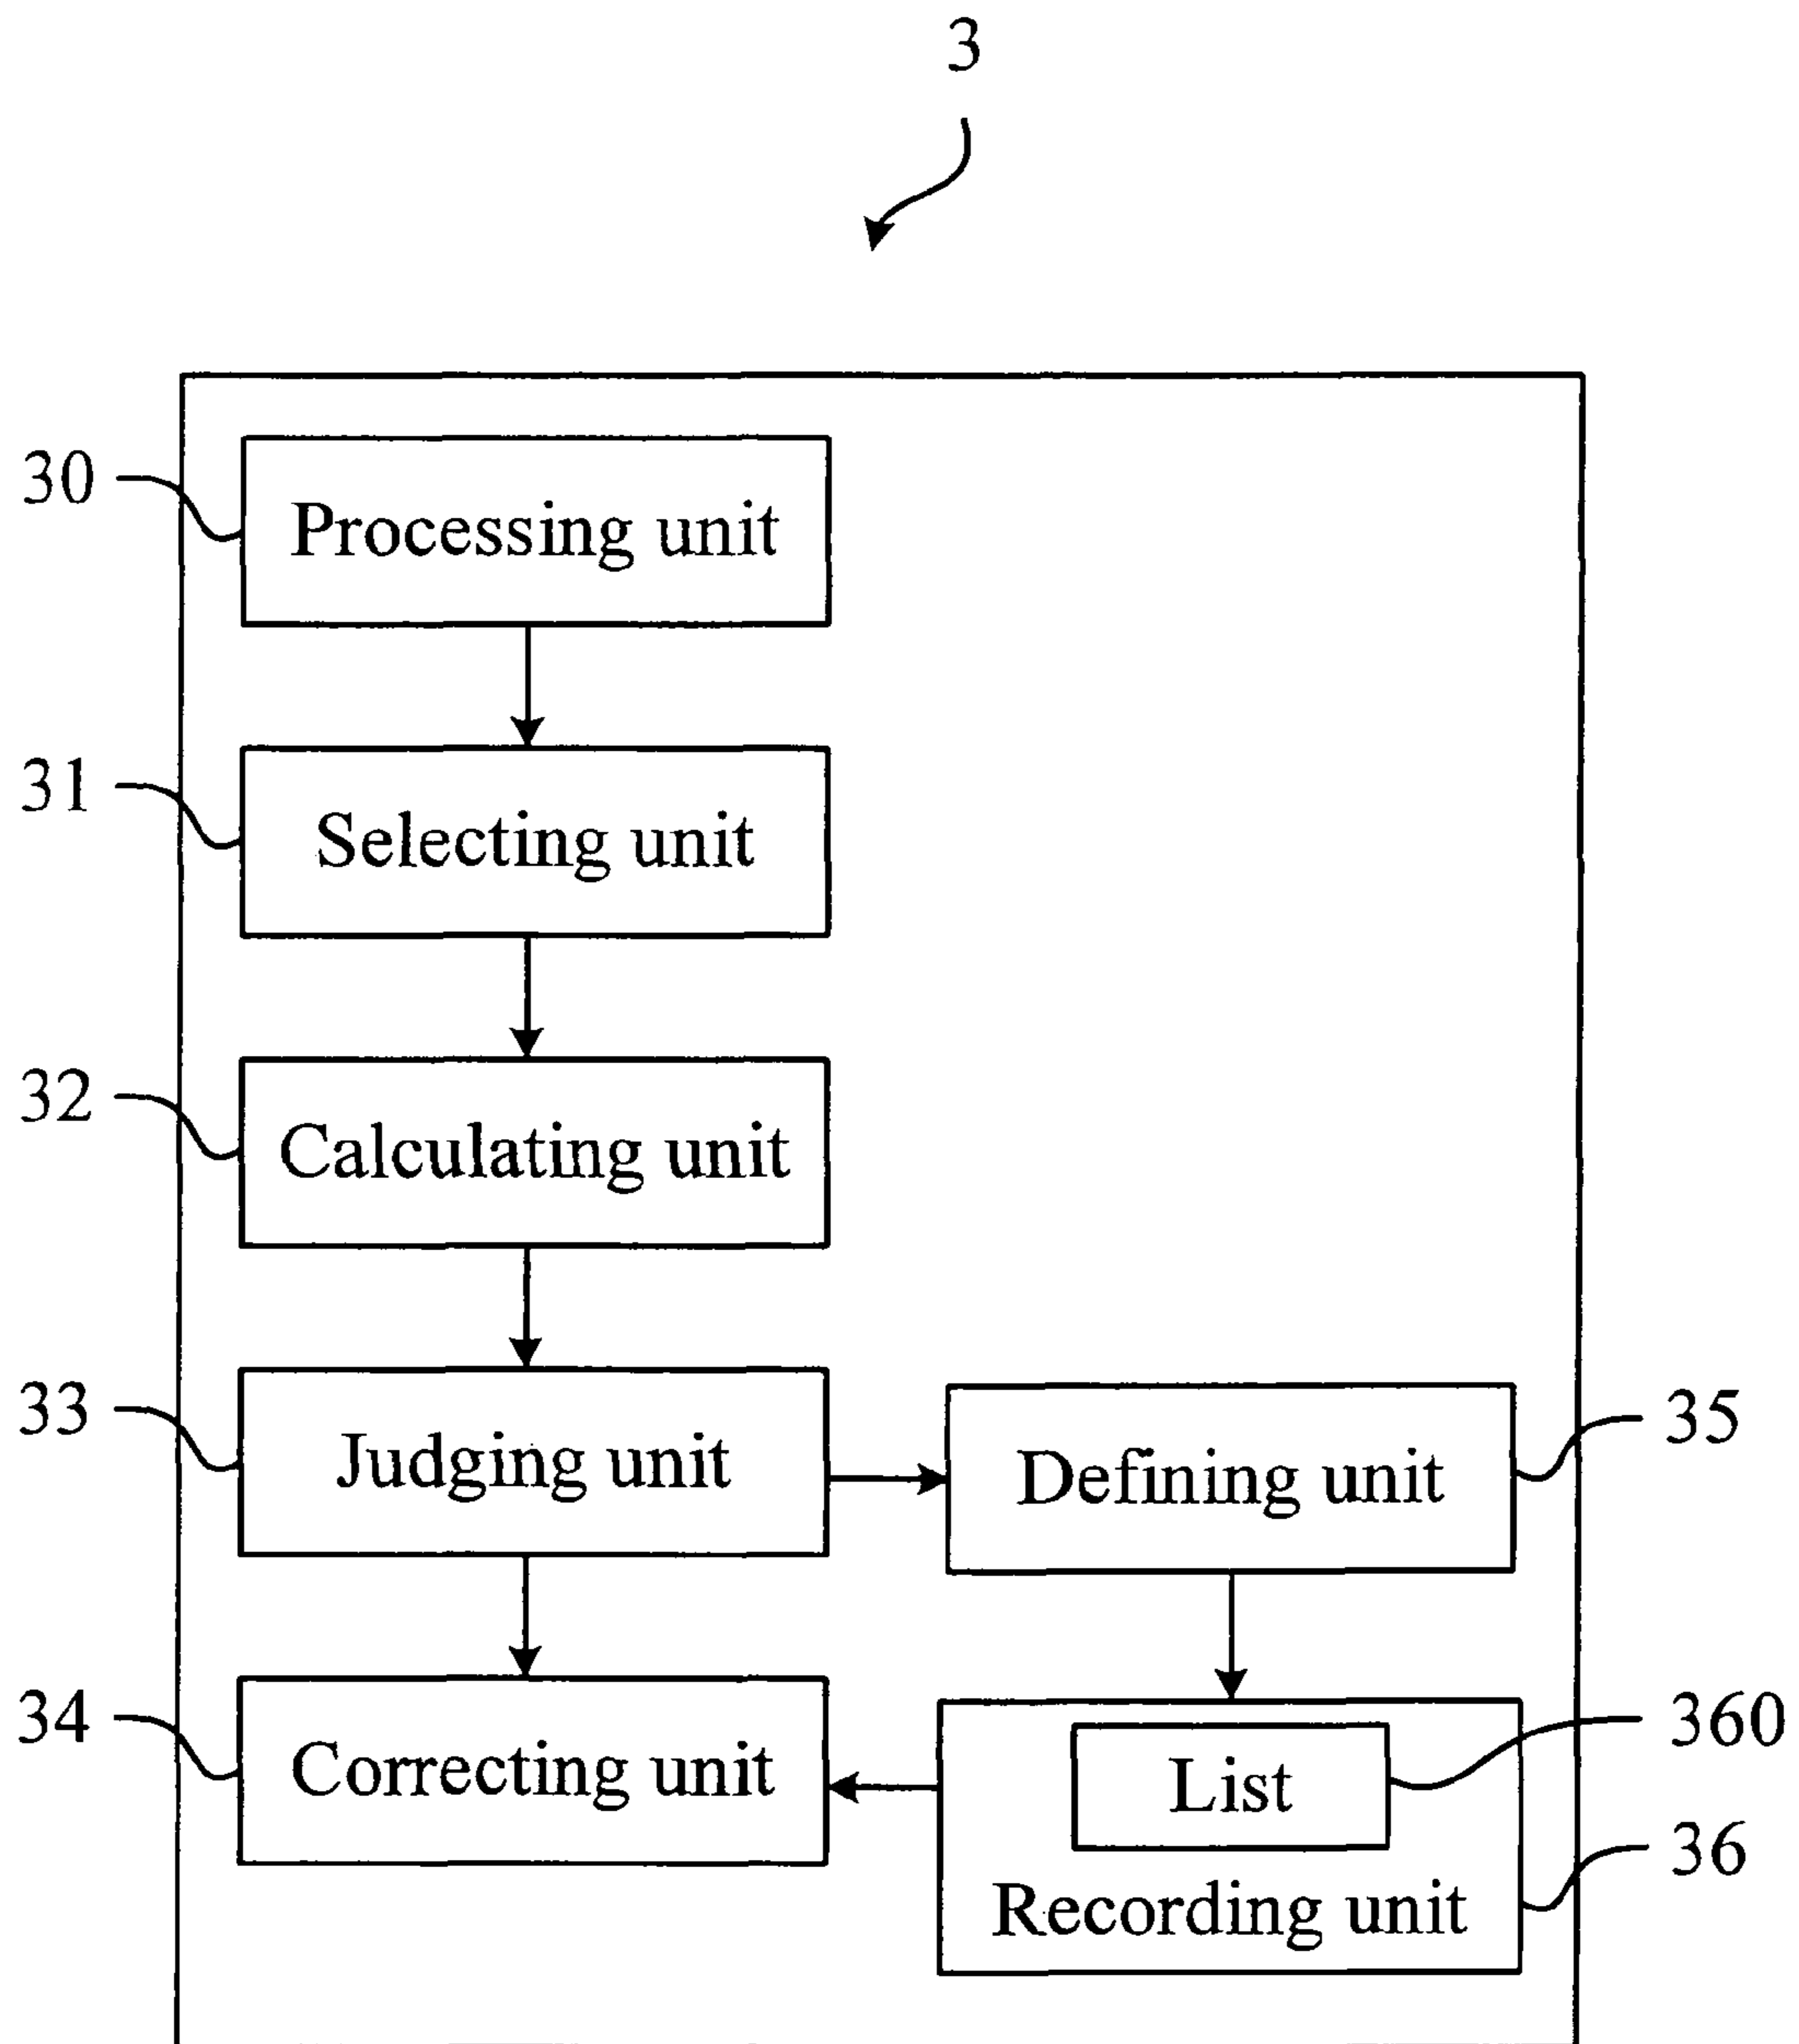 3
30
Processing unit
31
Selecting unit
32
Calculating unit
33
Judging unit
Defining unit
35
34
Correcting unit
List
360
36
Recording unit